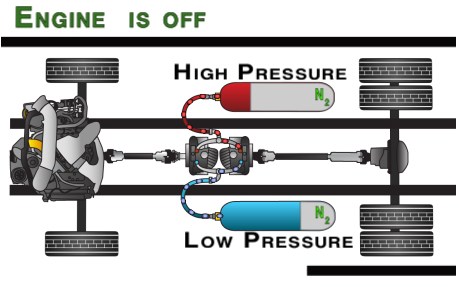 ENGINE IS OFF
HIGH PRESSURE
N2
N2
LOW PRESSURE